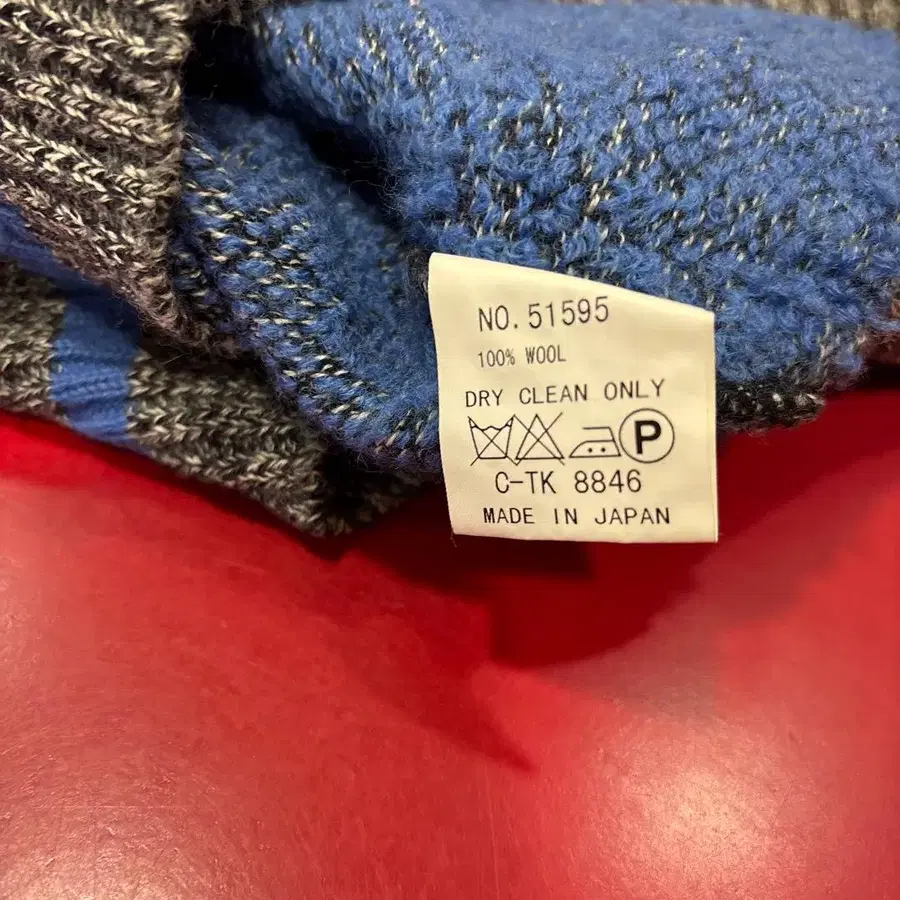 NO. 51595
100% WOOL
DRY CLEAN ONLY
P
C-TK 8846
MADE IN JAPAN